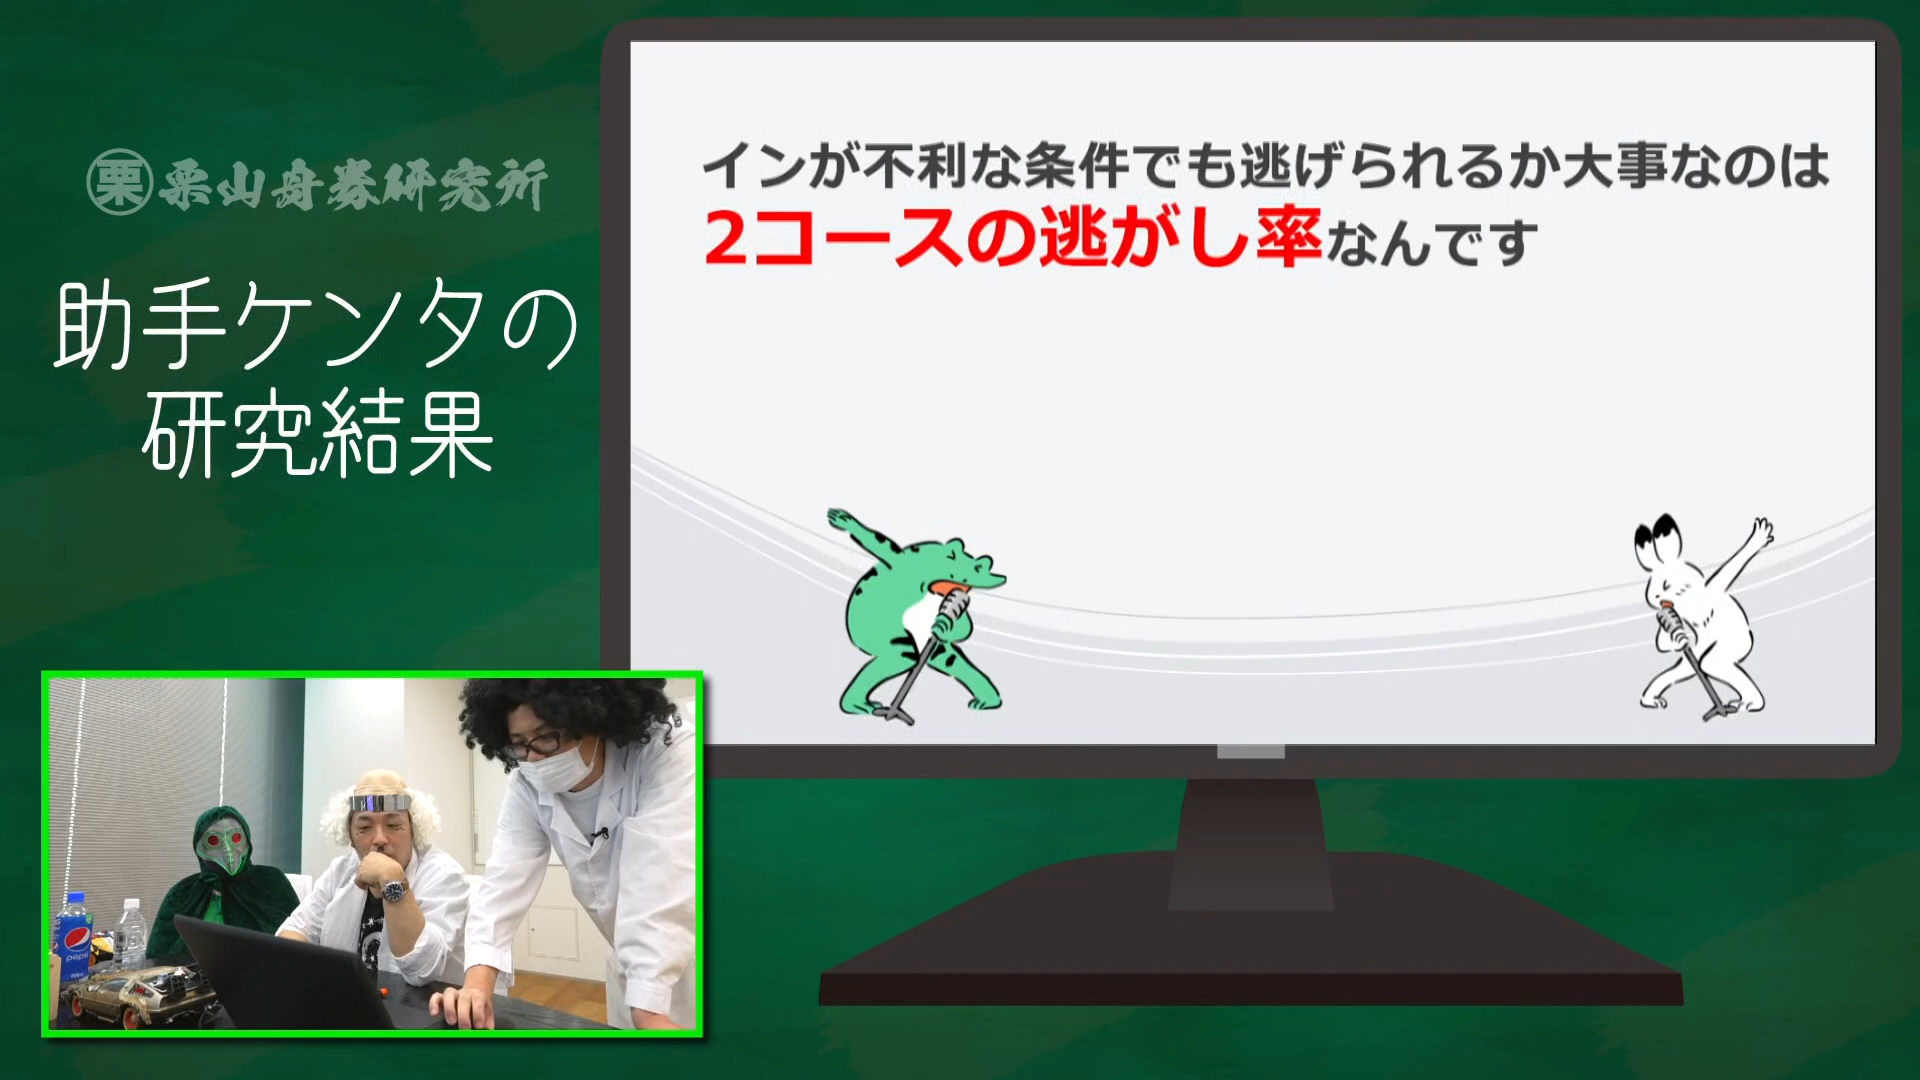 栗 栗山舟券研究所
助手ケンタの
研究結果
インが不利な条件でも逃げられるか大事なのは
2コースの逃がし率なんです
pepsi